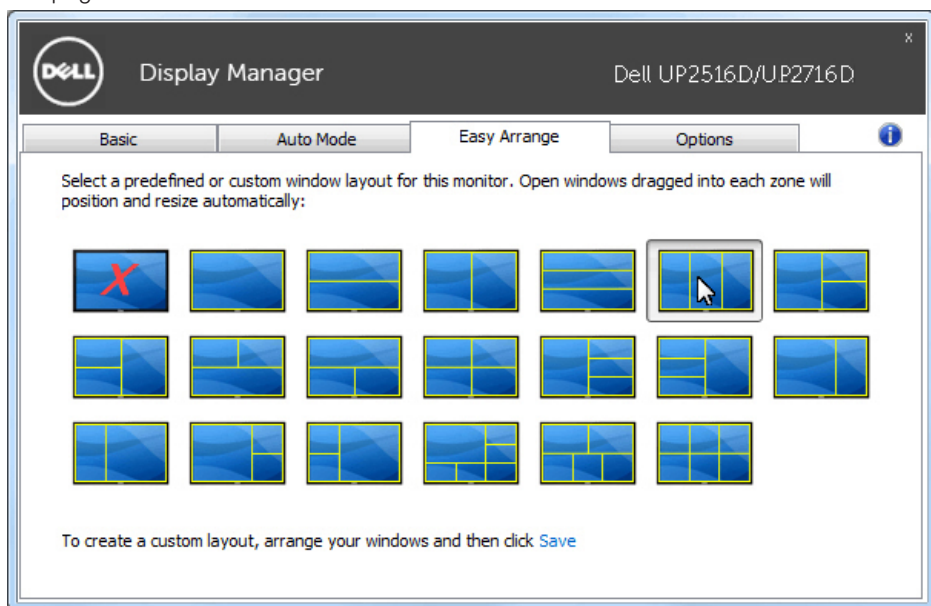 x
DELL
Display Manager
Dell UP2516D/UP2716D
Basic
Auto Mode
Easy Arrange
Options
Select a predefined or custom window layout for this monitor. Open windows dragged into each zone will
position and resize automatically:
To create a custom layout, arrange your windows and then click Save